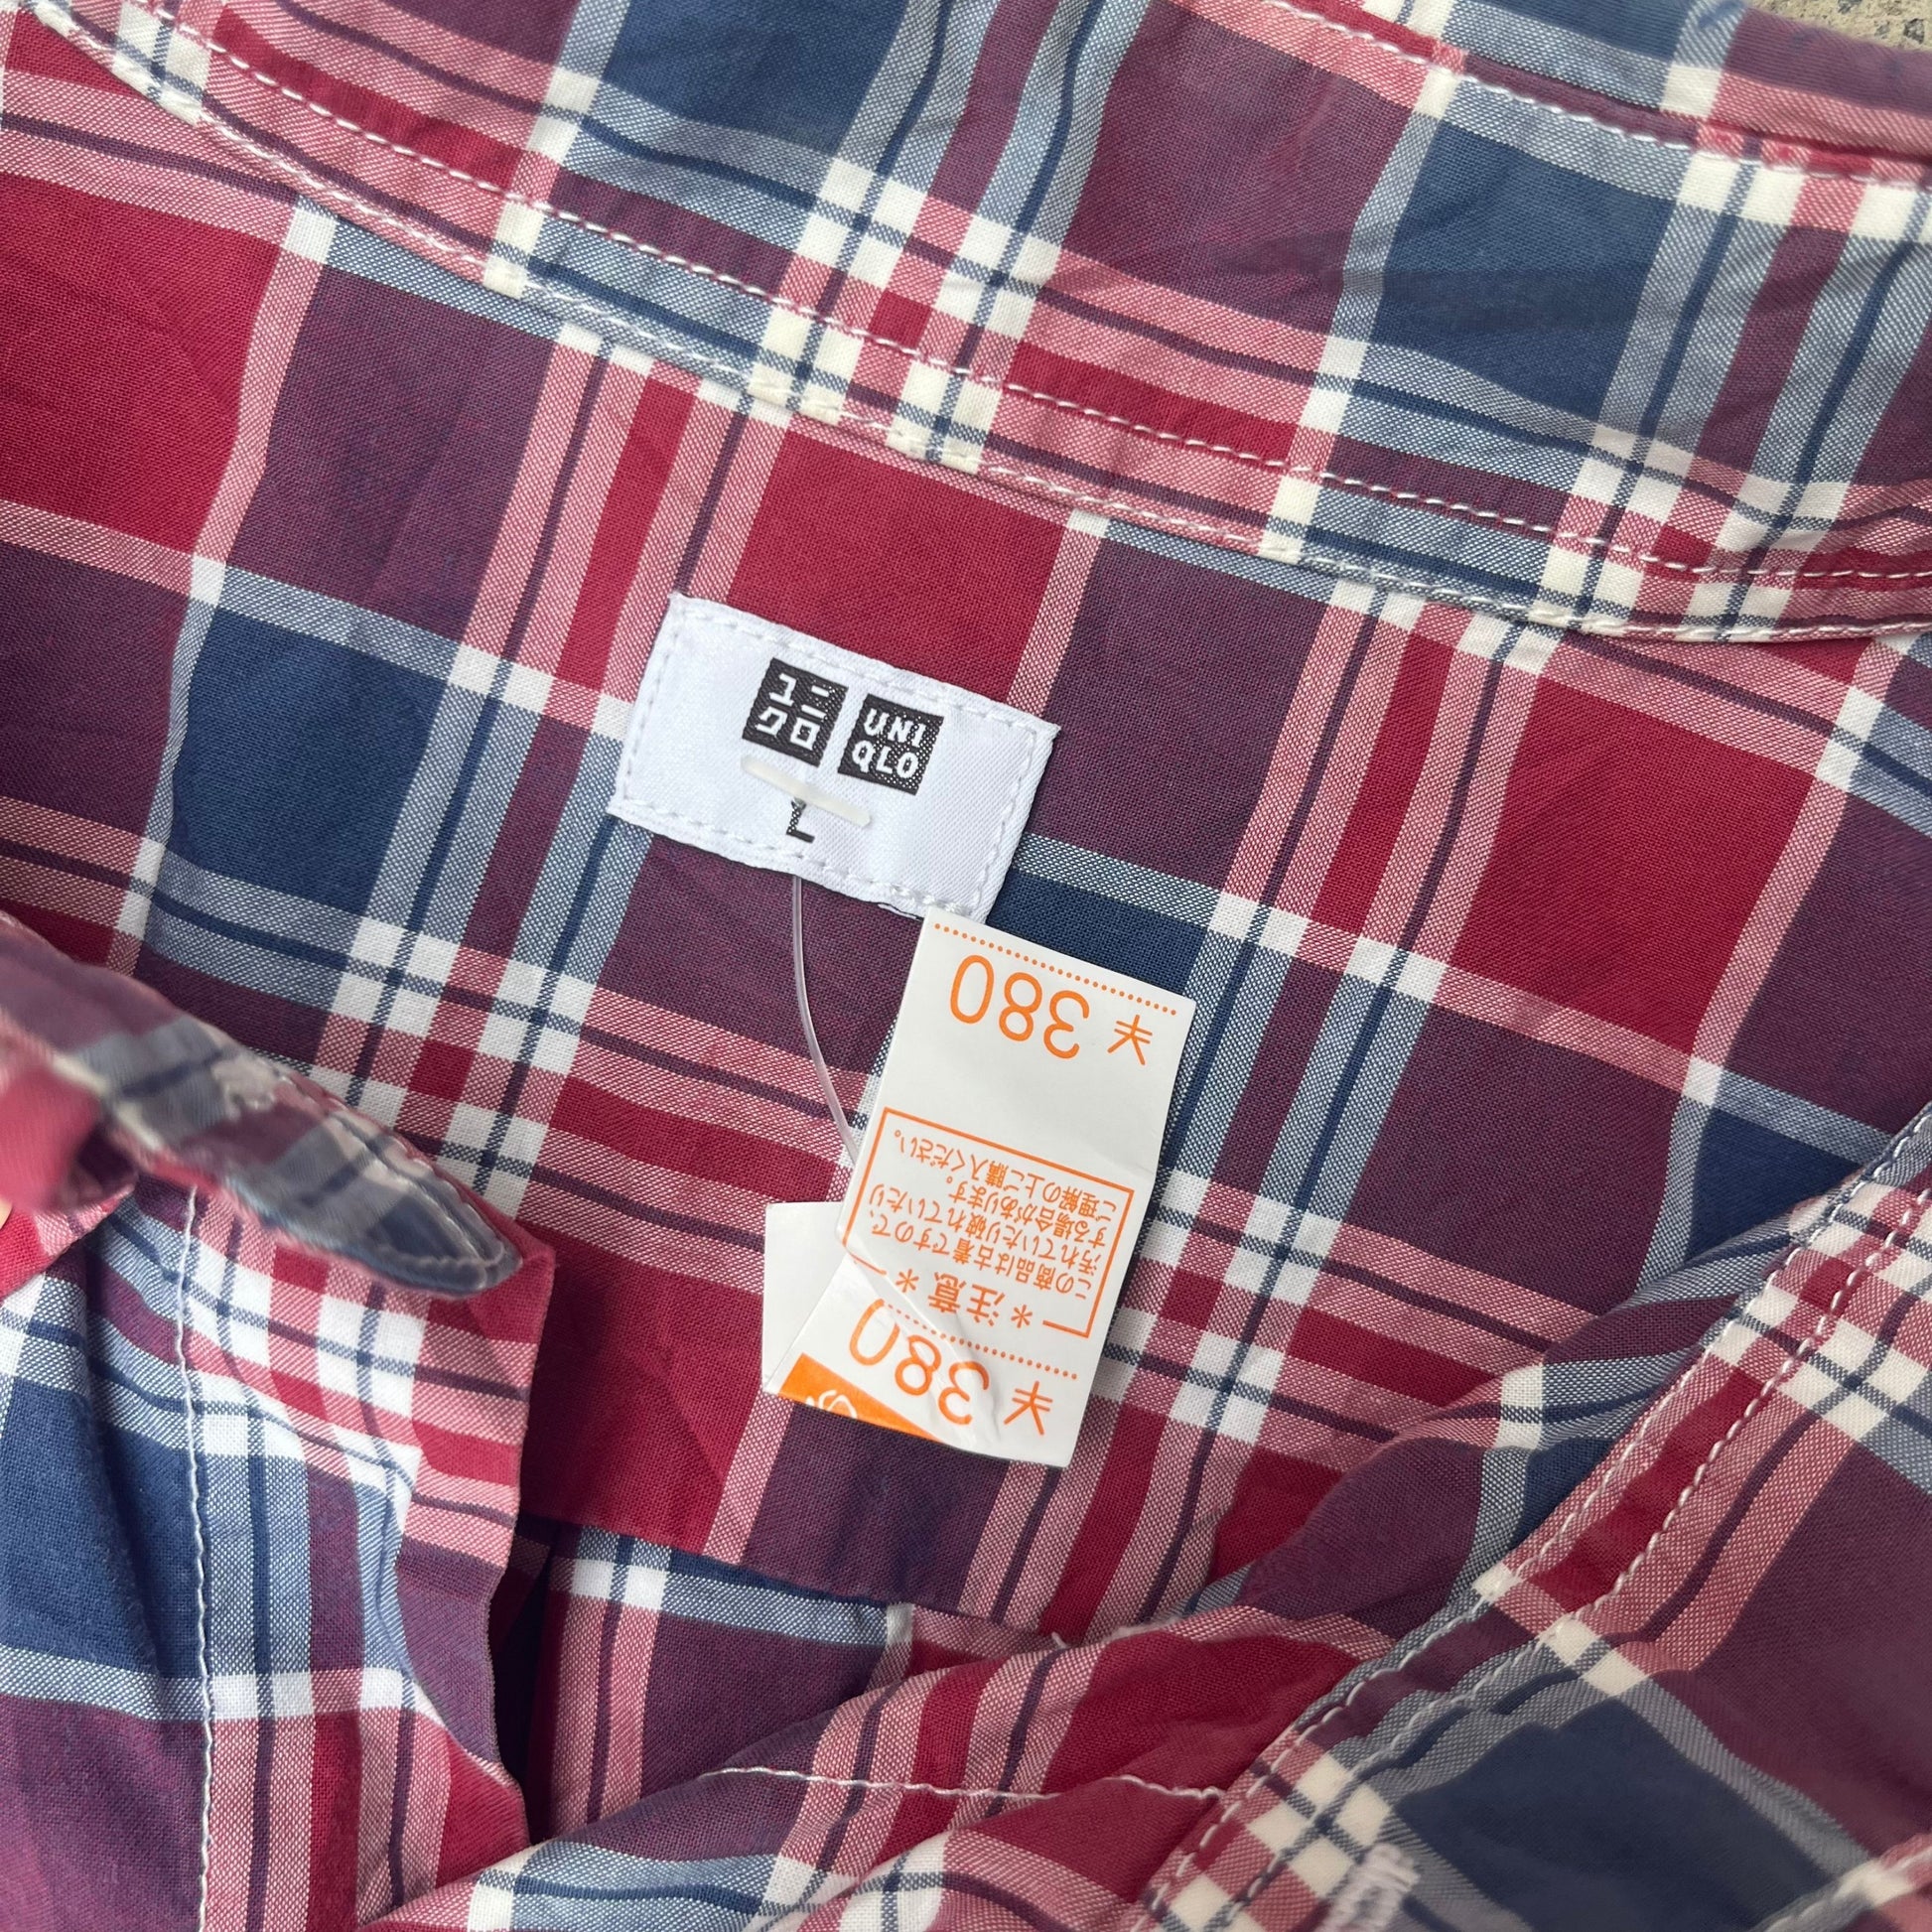 ユニ
クロ
UNI
QLO
L
¥380
*注意*
この商品は古着ですので、
汚れていたり破れていたり
する場合があります。
ご理解の上ご購入ください。
¥380